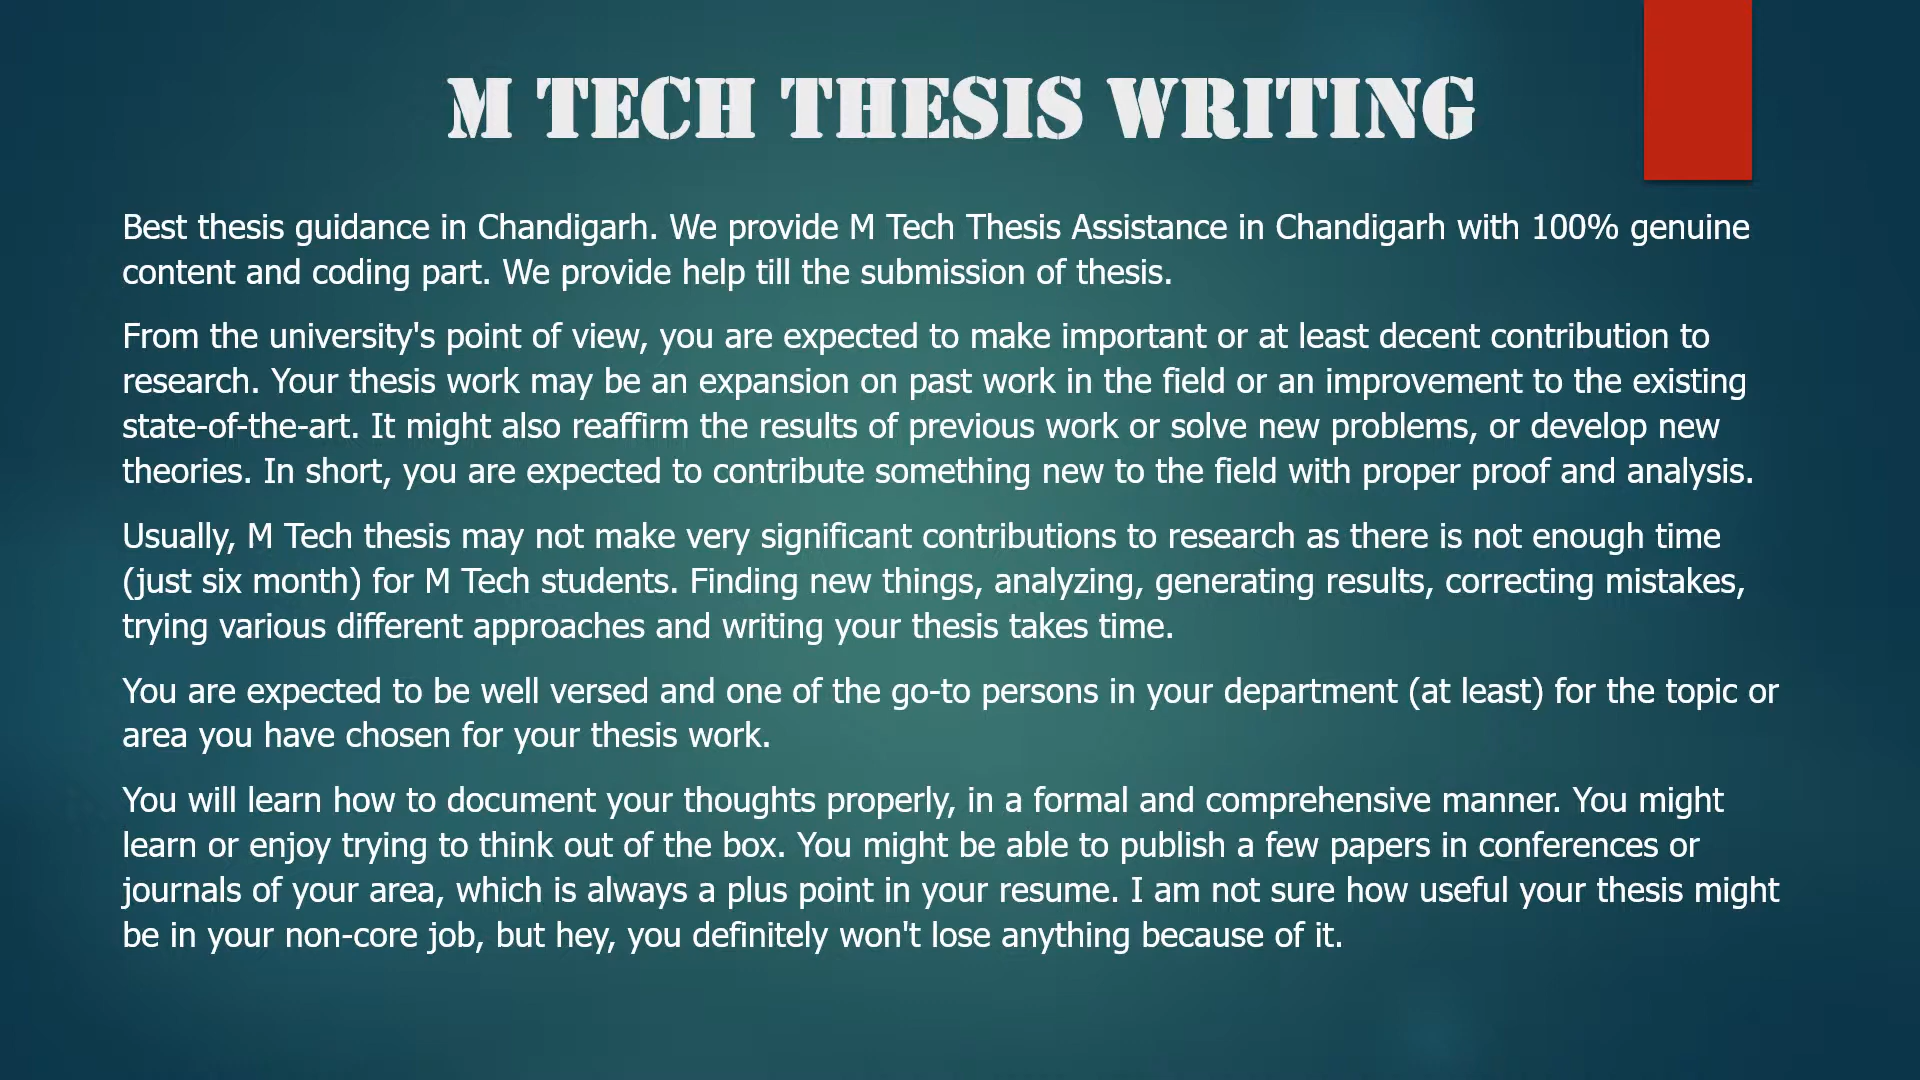 M TECH THESIS WRITING
Best thesis guidance in Chandigarh. We provide M Tech Thesis Assistance in Chandigarh with 100% genuine
content and coding part. We provide help till the submission of thesis.
From the university's point of view, you are expected to make important or at least decent contribution to
research. Your thesis work may be an expansion on past work in the field or an improvement to the existing
state-of-the-art. It might also reaffirm the results of previous work or solve new problems, or develop new
theories. In short, you are expected to contribute something new to the field with proper proof and analysis.
Usually, M Tech thesis may not make very significant contributions to research as there is not enough time
(just six month) for M Tech students. Finding new things, analyzing, generating results, correcting mistakes,
trying various different approaches and writing your thesis takes time.
You are expected to be well versed and one of the go-to persons in your department (at least) for the topic or
area you have chosen for your thesis work.
You will learn how to document your thoughts properly, in a formal and comprehensive manner. You might
learn or enjoy trying to think out of the box. You might be able to publish a few papers in conferences or
journals of your area, which is always a plus point in your resume. I am not sure how useful your thesis might
be in your non-core job, but hey, you definitely won't lose anything because of it.